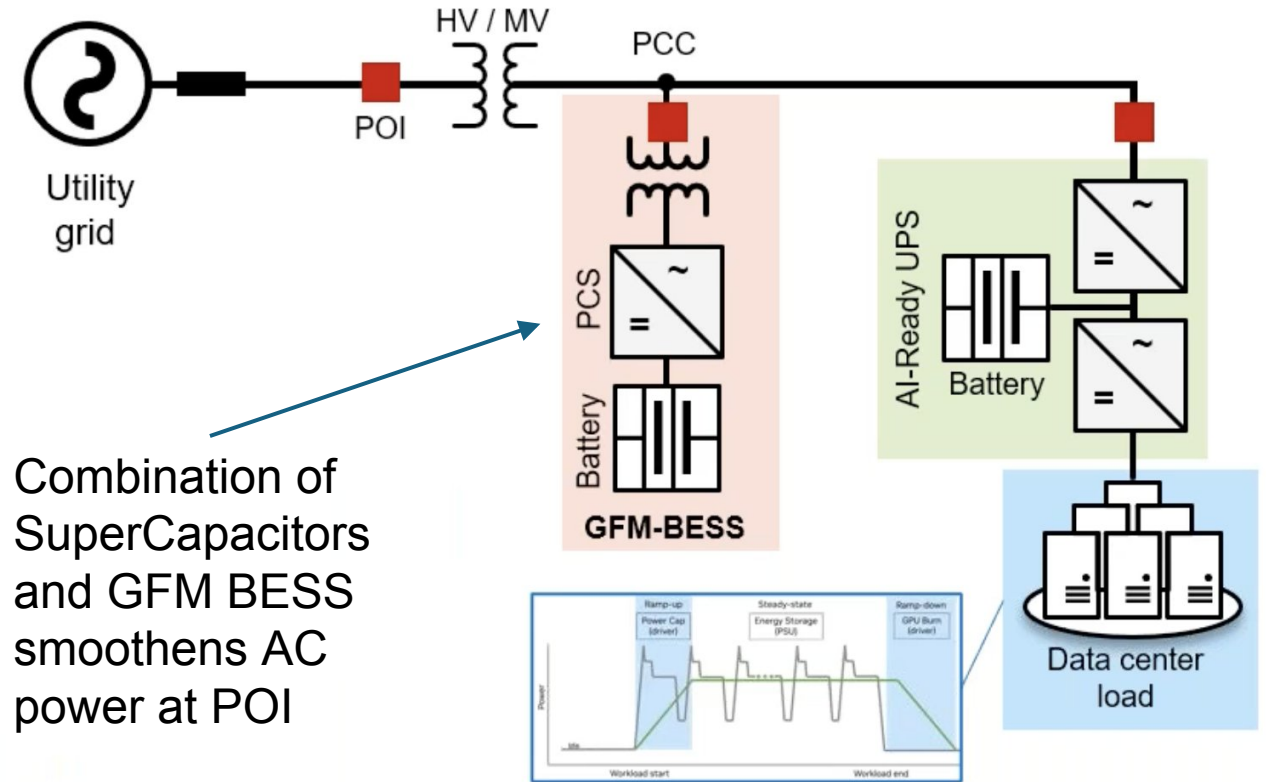 HV / MV
PCC
POI
Utility
grid
PCS
~
=
Battery
GFM-BESS
AI-Ready UPS
~
=
Battery
~
=
Data center
load
Combination of
SuperCapacitors
and GFM BESS
smoothens AC
power at POI
Ramp-up
Power Cap
(driver)
Steady-state
Energy Storage
(PSU)
Ramp-down
GPU Burn
(driver)
Power
Idle
Workload start
Workload end